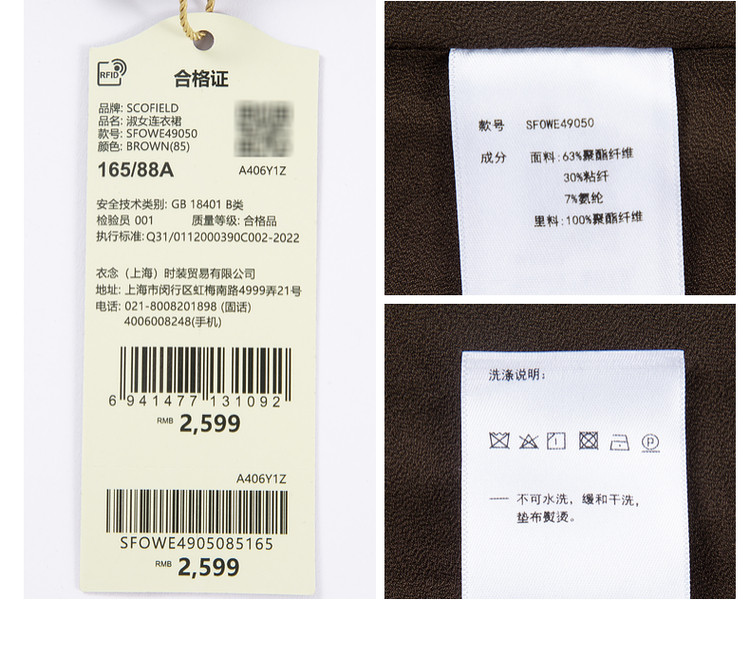 RFID
合格证
品牌: SCOFIELD
品名: 淑女连衣裙
款号: SFOWE49050
颜色: BROWN(85)
165/88A
A406Y1Z
安全技术类别: GB 18401 B类
检验员 001 质量等级: 合格品
执行标准: Q31/0112000390C002-2022
衣念（上海）时装贸易有限公司
地址: 上海市闵行区虹梅南路4999弄21号
电话: 021-8008201898 (固话)
4006008248(手机)
6 941477 131092
RMB 2,599
A406Y1Z
SFOWE4905085165
RMB 2,599
款号 SFOWE49050
成分 面料: 63%聚酯纤维
30%粘纤
7%氨纶
里料: 100%聚酯纤维
洗涤说明:
P
—— 不可水洗，缓和干洗，
垫布熨烫。